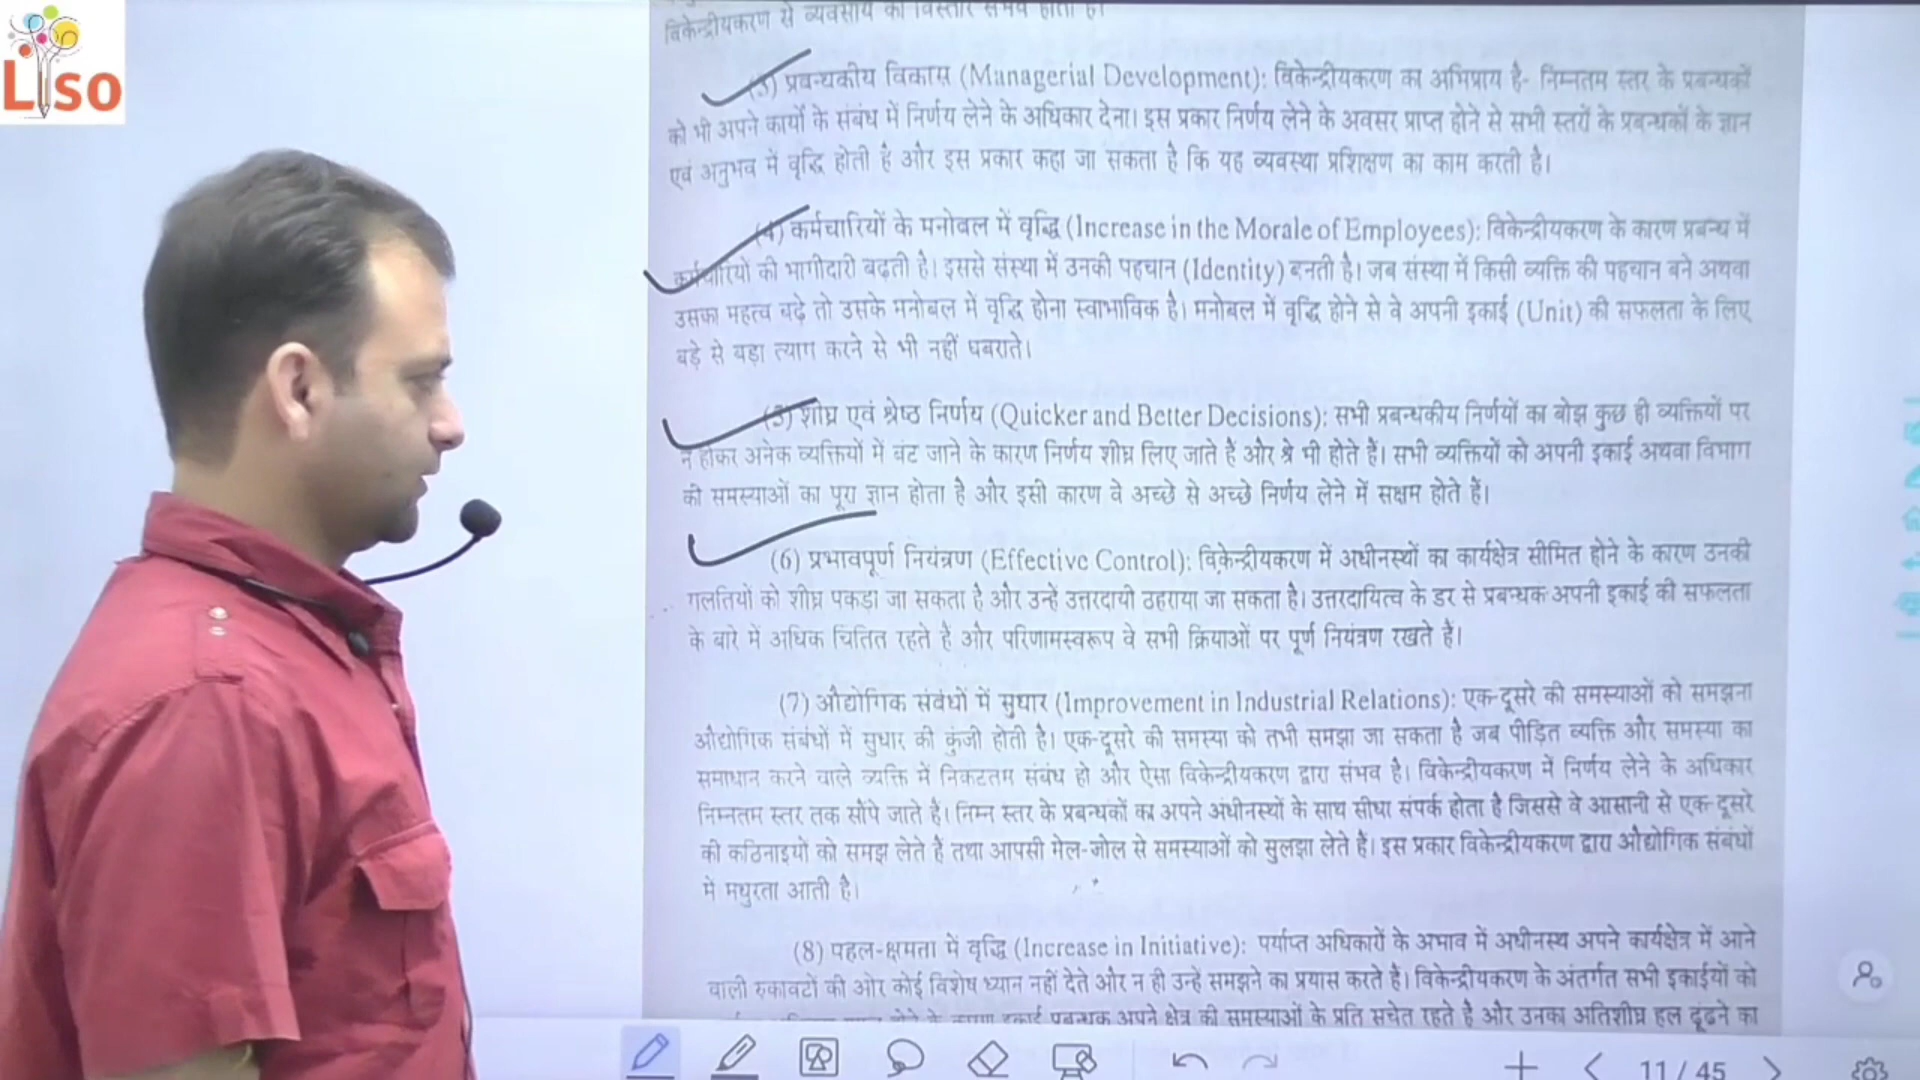 Liso
विकेन्द्रीयकरण से व्यवसाय का विस्तार संभव होता है।
(3) प्रबन्धकीय विकास (Managerial Development): विकेन्द्रीयकरण का अभिप्राय है- निम्नतम स्तर के प्रबन्धकों
को भी अपने कार्यों के संबंध में निर्णय लेने के अधिकार देना। इस प्रकार निर्णय लेने के अवसर प्राप्त होने से सभी स्तरों के प्रबन्धकों के ज्ञान
एवं अनुभव में वृद्धि होती है और इस प्रकार कहा जा सकता है कि यह व्यवस्था प्रशिक्षण का काम करती है।
(4) कर्मचारियों के मनोबल में वृद्धि (Increase in the Morale of Employees): विकेन्द्रीयकरण के कारण प्रबन्ध में
कर्मचारियों की भागीदारी बढ़ती है। इससे संस्था में उनकी पहचान (Identity) बनती है। जब संस्था में किसी व्यक्ति की पहचान बने अथवा
उसका महत्व बढ़े तो उसके मनोबल में वृद्धि होना स्वाभाविक है। मनोबल में वृद्धि होने से वे अपनी इकाई (Unit) की सफलता के लिए
बड़े से बड़ा त्याग करने से भी नहीं घबराते।
(5) शीघ्र एवं श्रेष्ठ निर्णय (Quicker and Better Decisions): सभी प्रबन्धकीय निर्णयों का बोझ कुछ ही व्यक्तियों पर
न होकर अनेक व्यक्तियों में बंट जाने के कारण निर्णय शीघ्र लिए जाते हैं और श्रे भी होते हैं। सभी व्यक्तियों को अपनी इकाई अथवा विभाग
की समस्याओं का पूरा ज्ञान होता है और इसी कारण वे अच्छे से अच्छे निर्णय लेने में सक्षम होते हैं।
(6) प्रभावपूर्ण नियंत्रण (Effective Control): विकेन्द्रीयकरण में अधीनस्थों का कार्यक्षेत्र सीमित होने के कारण उनकी
गलतियों को शीघ्र पकड़ा जा सकता है और उन्हें उत्तरदायी ठहराया जा सकता है। उत्तरदायित्व के डर से प्रबन्धक अपनी इकाई की सफलता
के बारे में अधिक चिंतित रहते हैं और परिणामस्वरूप वे सभी क्रियाओं पर पूर्ण नियंत्रण रखते हैं।
(7) औद्योगिक संबंधों में सुधार (Improvement in Industrial Relations): एक-दूसरे की समस्याओं को समझना
औद्योगिक संबंधों में सुधार की कुंजी होती है। एक-दूसरे की समस्या को तभी समझा जा सकता है जब पीड़ित व्यक्ति और समस्या का
समाधान करने वाले व्यक्ति में निकटतम संबंध हो और ऐसा विकेन्द्रीयकरण द्वारा संभव है। विकेन्द्रीयकरण में निर्णय लेने के अधिकार
निम्नतम स्तर तक सौंपे जाते हैं। निम्न स्तर के प्रबन्धकों का अपने अधीनस्थों के साथ सीधा संपर्क होता है जिससे वे आसानी से एक-दूसरे
की कठिनाइयों को समझ लेते हैं तथा आपसी मेल-जोल से समस्याओं को सुलझा लेते हैं। इस प्रकार विकेन्द्रीयकरण द्वारा औद्योगिक संबंधों
में मधुरता आती है।
(8) पहल-क्षमता में वृद्धि (Increase in Initiative): पर्याप्त अधिकारों के अभाव में अधीनस्थ अपने कार्यक्षेत्र में आने
वाली रुकावटों की ओर कोई विशेष ध्यान नहीं देते और न ही उन्हें समझने का प्रयास करते हैं। विकेन्द्रीयकरण के अंतर्गत सभी इकाईयों को
होने के कारण इकाई प्रबन्धक अपने क्षेत्र की समस्याओं के प्रति सचेत रहते हैं और उनका अतिशीघ्र हल ढूंढने का
11 / 45